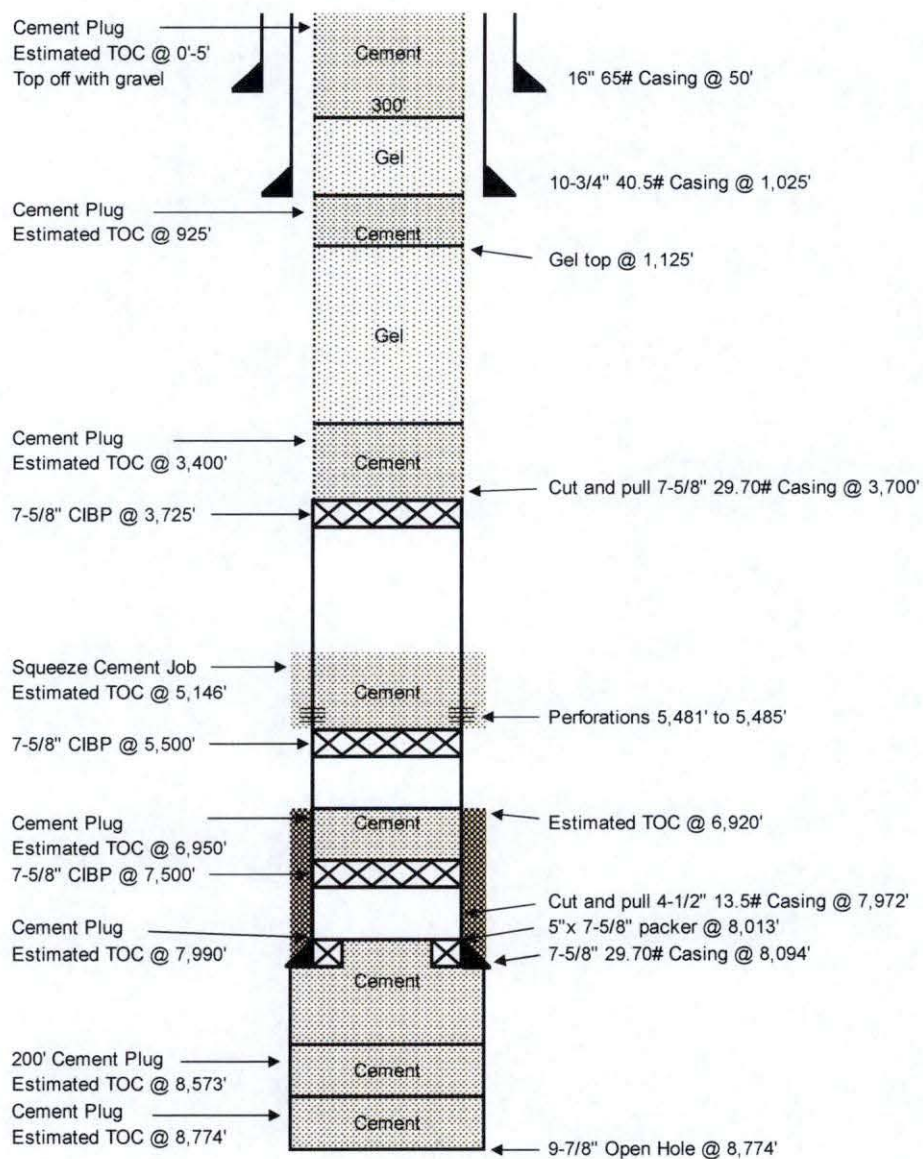 Cement Plug
Estimated TOC @ 0'-5'
Top off with gravel
Cement
16" 65# Casing @ 50'
300'
Gel
10-3/4" 40.5# Casing @ 1,025'
Cement Plug
Estimated TOC @ 925'
Cement
Gel top @ 1,125'
Gel
Cement Plug
Estimated TOC @ 3,400'
Cement
Cut and pull 7-5/8" 29.70# Casing @ 3,700'
7-5/8" CIBP @ 3,725'
Squeeze Cement Job
Estimated TOC @ 5,146'
Cement
Perforations 5,481' to 5,485'
7-5/8" CIBP @ 5,500'
Cement Plug
Estimated TOC @ 6,950'
Cement
Estimated TOC @ 6,920'
7-5/8" CIBP @ 7,500'
Cut and pull 4-1/2" 13.5# Casing @ 7,972'
Cement Plug
Estimated TOC @ 7,990'
5"x 7-5/8" packer @ 8,013'
7-5/8" 29.70# Casing @ 8,094'
Cement
200' Cement Plug
Estimated TOC @ 8,573'
Cement
Cement Plug
Estimated TOC @ 8,774'
Cement
9-7/8" Open Hole @ 8,774'